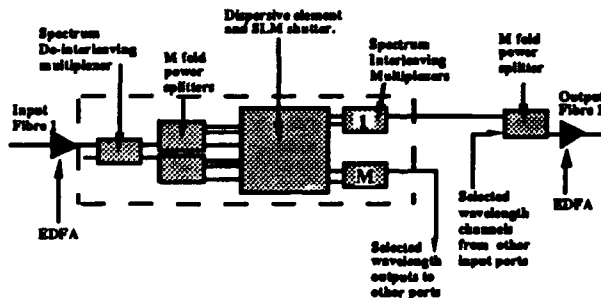 Dispersive element
and SLM shutter.
Spectrum
De-interleaving
multiplexer
M fold
power
splitters
Spectrum
Interleaving
Multiplexers
M fold
power
splitter
Input
Fibre 1
Output
Fibre 1
1
M
EDFA
Selected
wavelength
outputs to
other ports
Selected
wavelength
channels
from other
input ports
EDFA